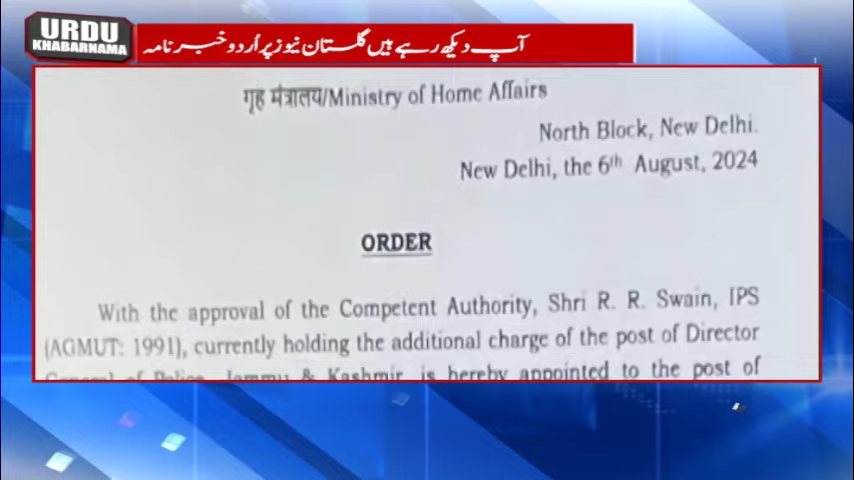 URDU
KHABARNAMA
آپ دیکھ رہے ہیں گلستان نیوز پر اُردو خبر نامہ
गृह मंत्रालय/Ministry of Home Affairs
North Block, New Delhi.
New Delhi, the 6th August, 2024
ORDER
With the approval of the Competent Authority, Shri R. R. Swain, IPS
(AGMUT: 1991), currently holding the additional charge of the post of Director
General of Police, Jammu & Kashmir, is hereby appointed to the post of